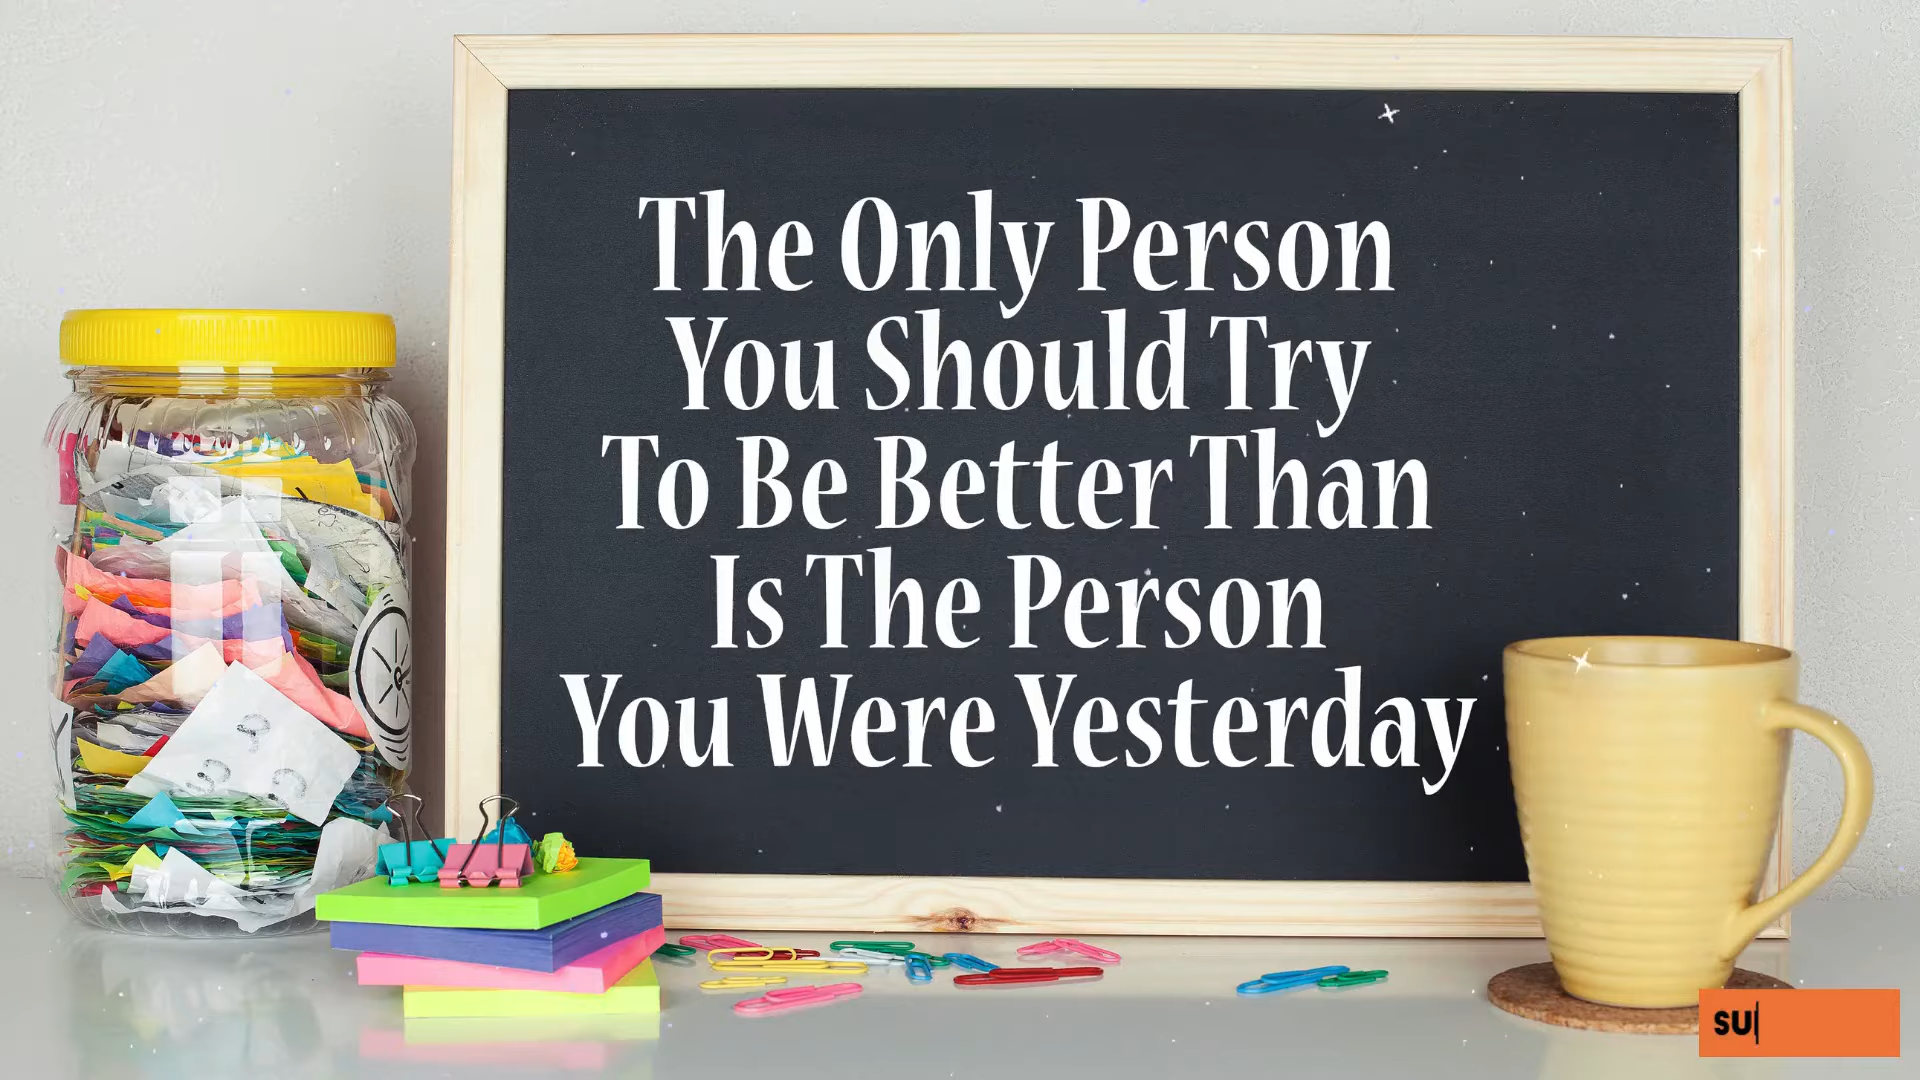 The Only Person
You Should Try
To Be Better Than
Is The Person
You Were Yesterday
SU